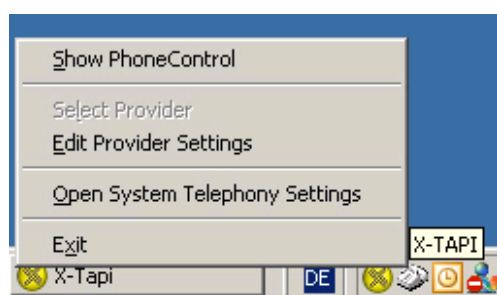 Show PhoneControl
Select Provider
Edit Provider Settings
Open System Telephony Settings
Exit
X-TAPI
X-Tapi
DE